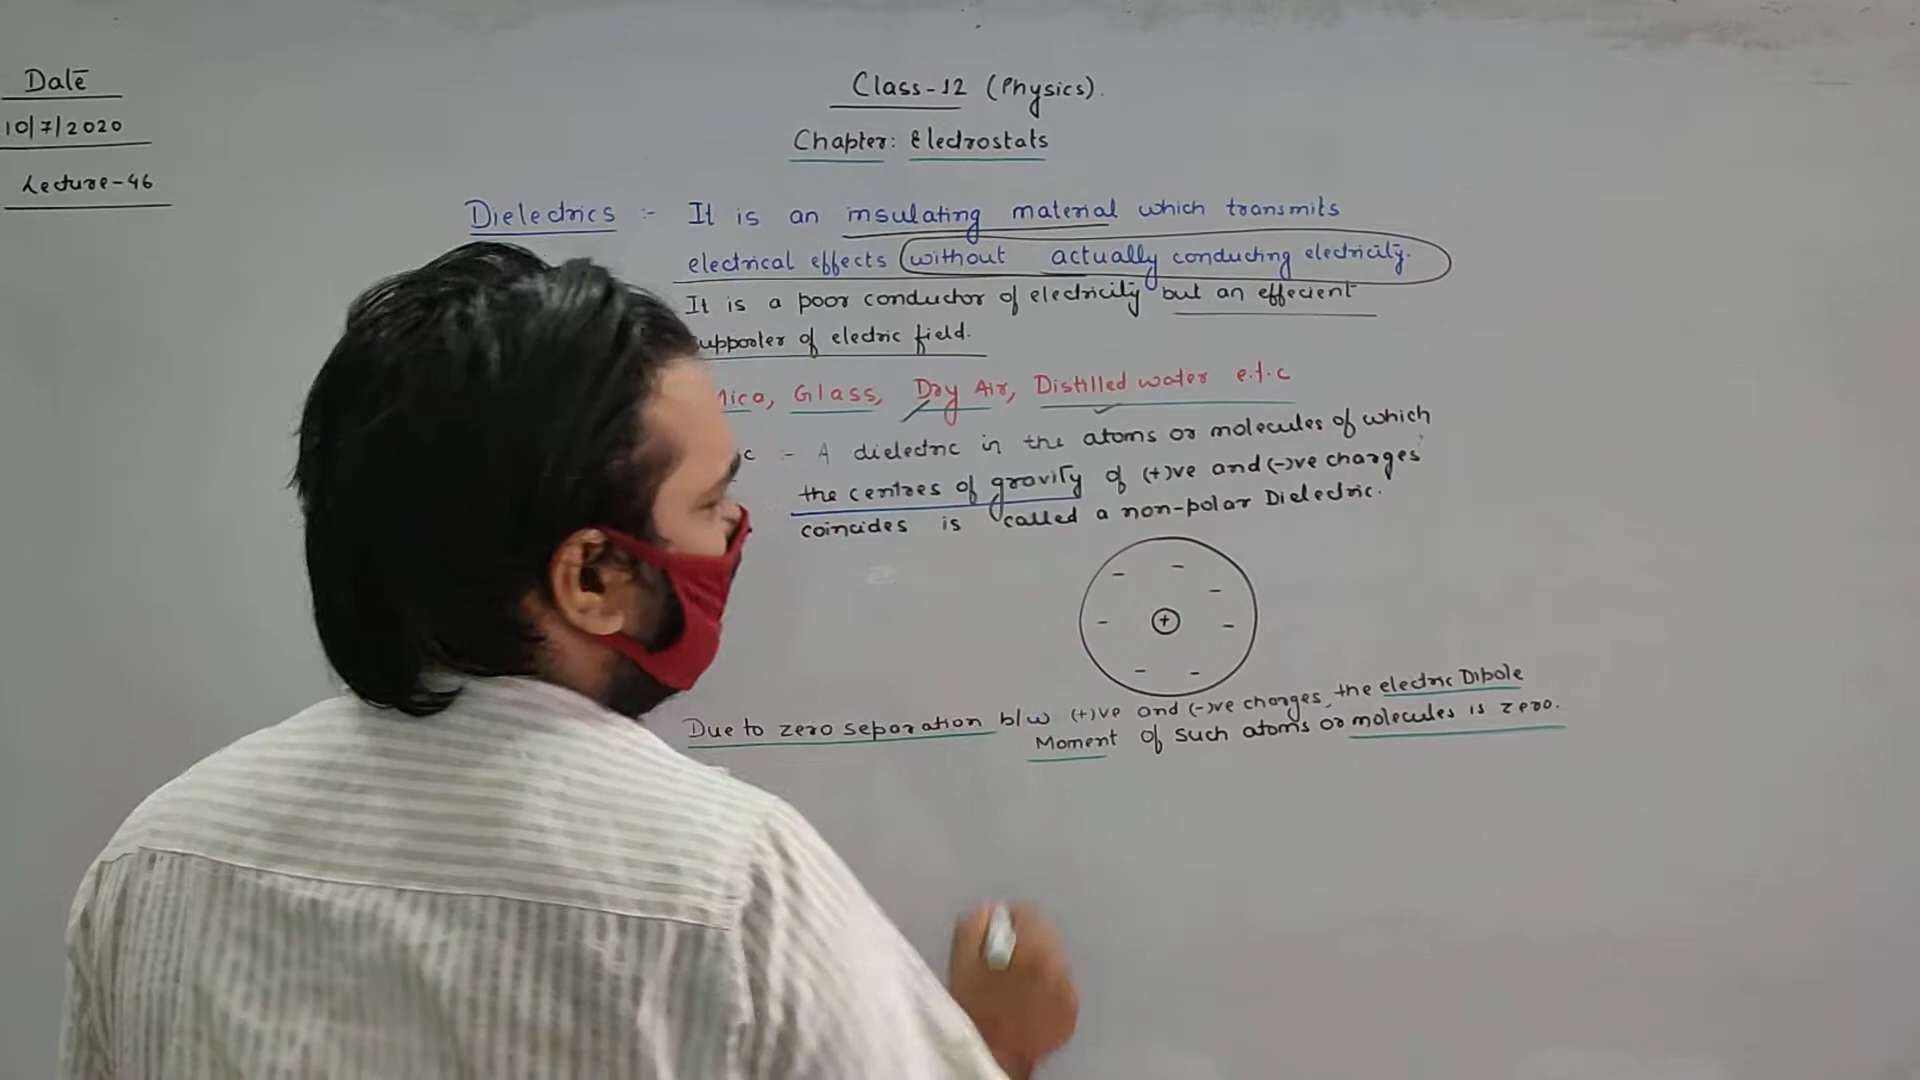 Date
10/7/2020
Lecture-46
Class-12 (Physics).
Chapter: Electrostats
Dielectrics :- It is an insulating material which transmits
electrical effects without actually conducting electricity.
It is a poor conductor of electricity but an effecient
supporter of electric field.
Mica, Glass, Dry Air, Distilled water e.t.c
c :- A dielectric in the atoms or molecules of which
the centres of gravity of (+)ve and (-)ve charges
coincides is called a non-polar Dielectric.
- - - - + - - -
Due to zero separation b/w (+)ve and (-)ve charges, the electric Dipole
Moment of such atoms or molecules is zero.